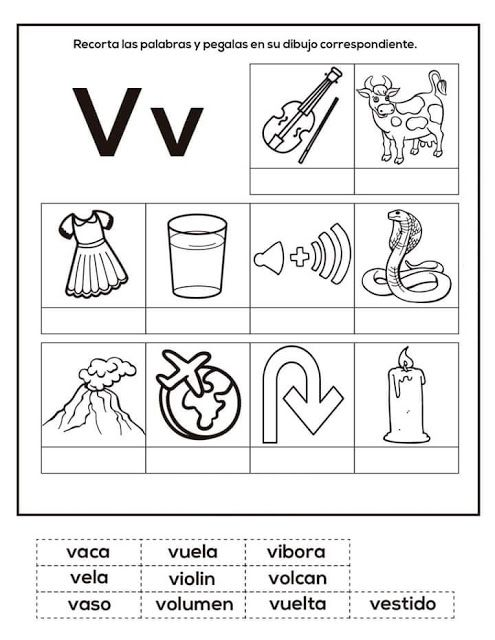 Recorta las palabras y pegalas en su dibujo correspondiente.
Vv
vaca vuela vibora
vela violin volcan
vaso volumen vuelta vestido